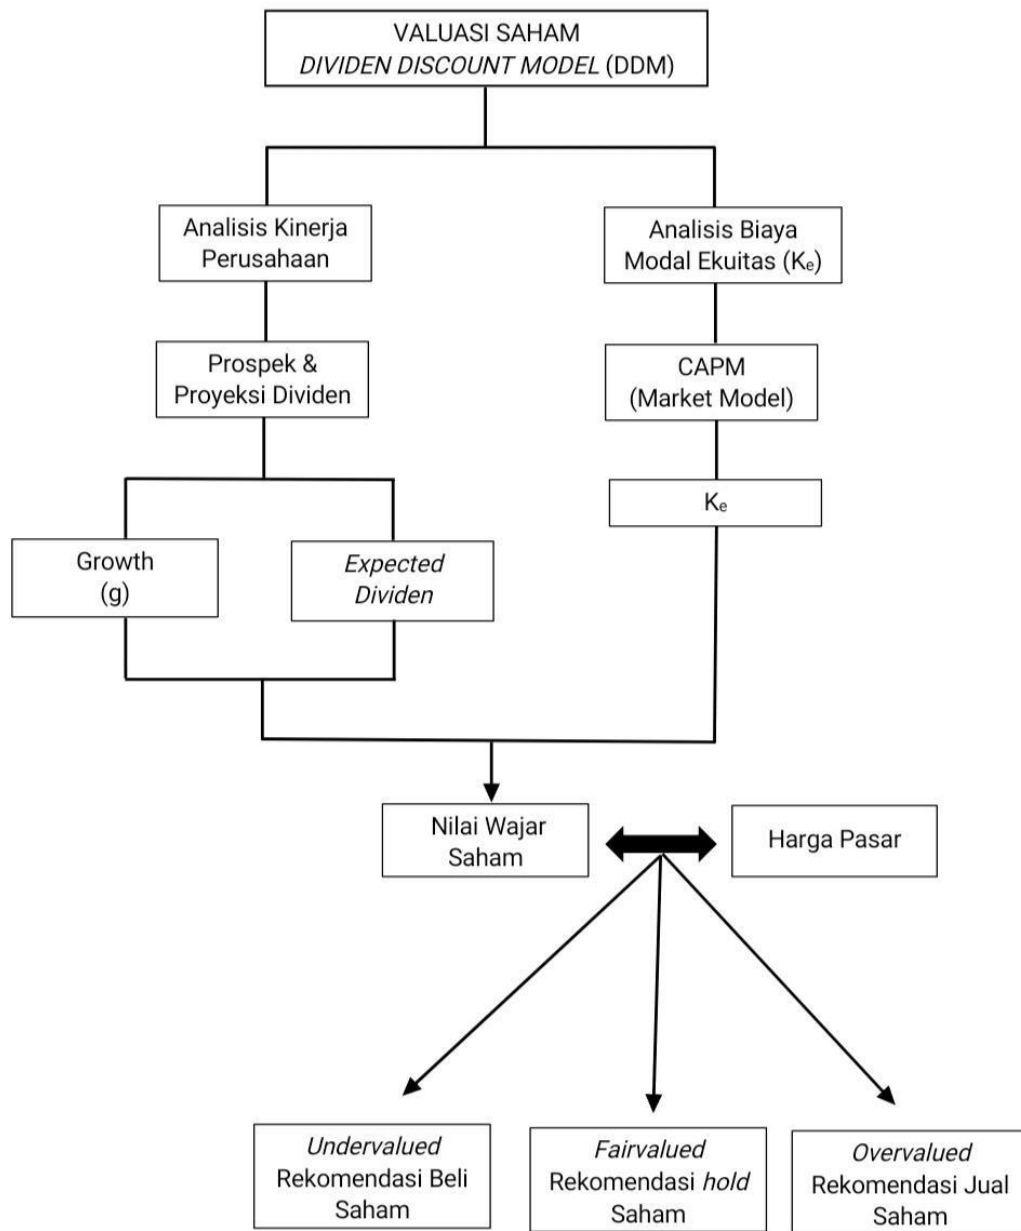 VALUASI SAHAM
DIVIDEN DISCOUNT MODEL (DDM)
Analisis Kinerja
Perusahaan
Analisis Biaya
Modal Ekuitas (Kₑ)
Prospek &
Proyeksi Dividen
CAPM
(Market Model)
Kₑ
Growth
(g)
Expected
Dividen
Nilai Wajar
Saham
Harga Pasar
Undervalued
Rekomendasi Beli
Saham
Fairvalued
Rekomendasi hold
Saham
Overvalued
Rekomendasi Jual
Saham